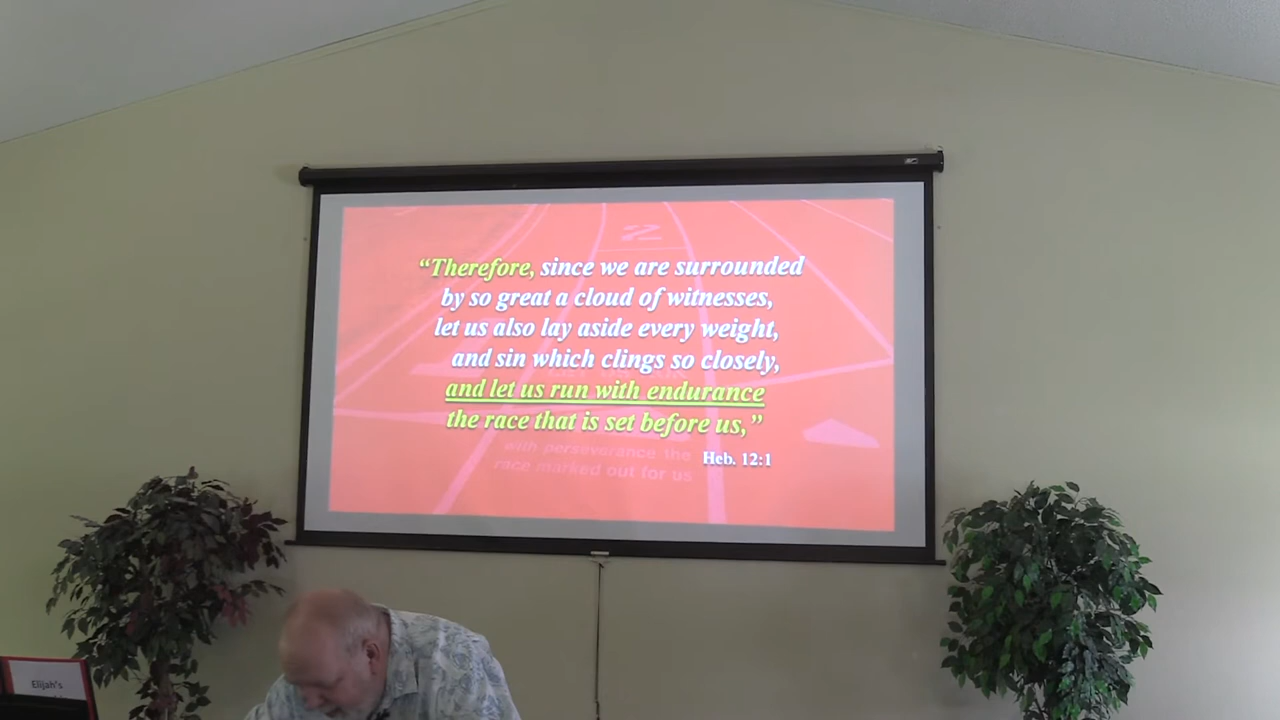 2
“Therefore, since we are surrounded
by so great a cloud of witnesses,
let us also lay aside every weight,
and sin which clings so closely,
and let us run with endurance
the race that is set before us,”
with perseverance the
race marked out for us
Heb. 12:1
Elijah's